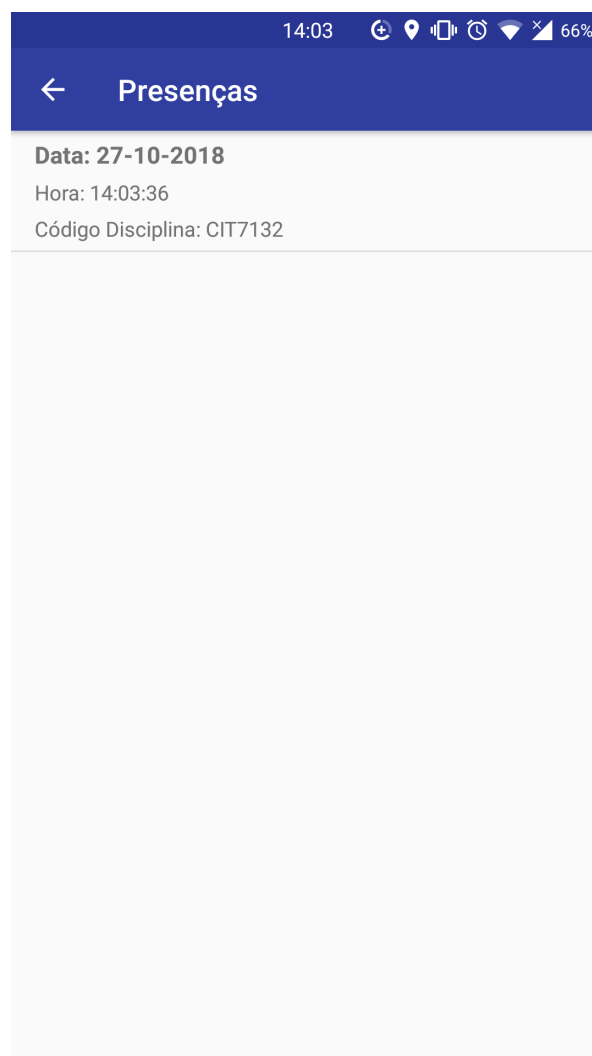 14:03 66%
Presenças
Data: 27-10-2018
Hora: 14:03:36
Código Disciplina: CIT7132